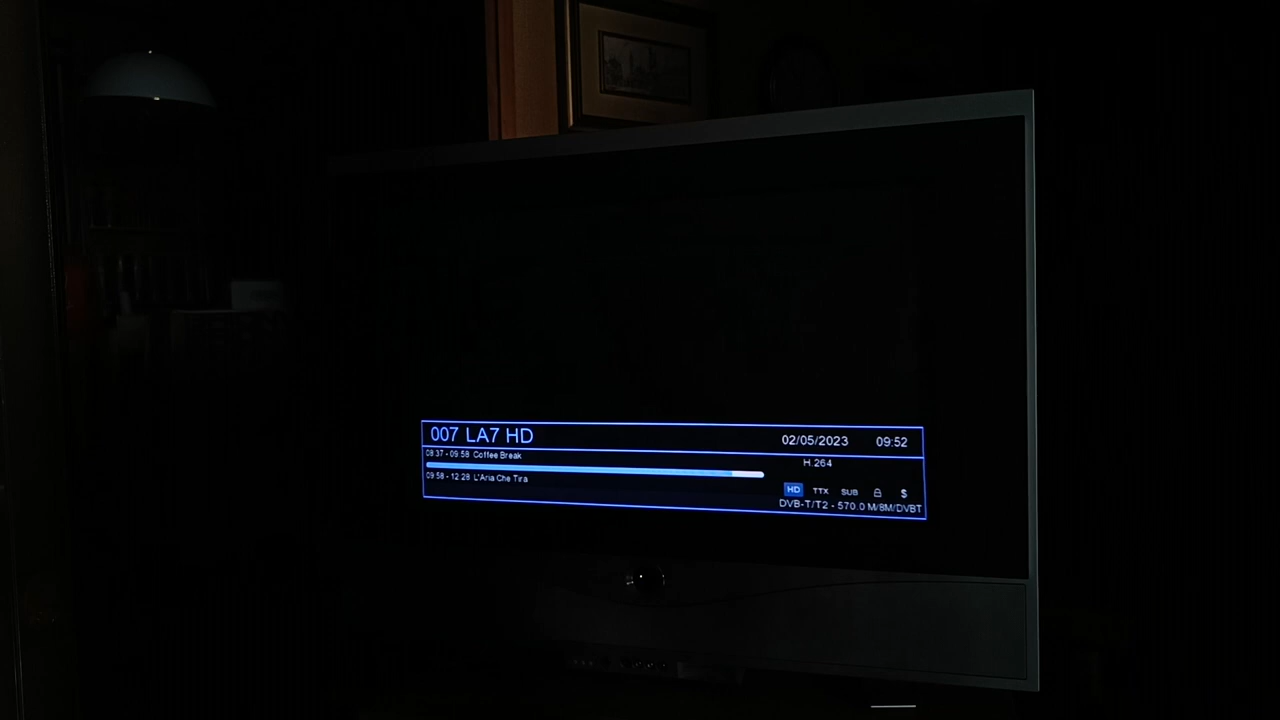 007 LA7 HD
02/05/2023 09:52
08:37 - 09:58 Coffee Break
H.264
09:58 - 12:28 L'Aria Che Tira
HD TTX SUB $
DVB-T/T2 - 570.0 M/8M/DVBT